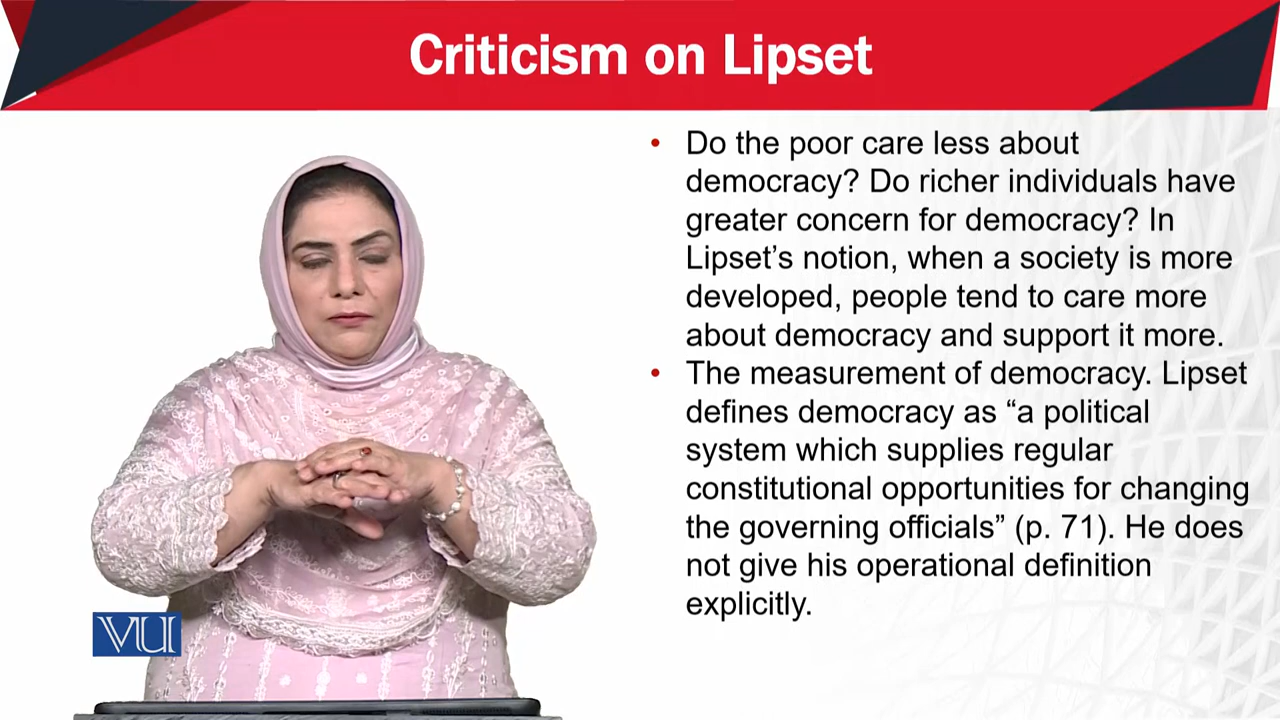 Criticism on Lipset
• Do the poor care less about
democracy? Do richer individuals have
greater concern for democracy? In
Lipset’s notion, when a society is more
developed, people tend to care more
about democracy and support it more.
• The measurement of democracy. Lipset
defines democracy as “a political
system which supplies regular
constitutional opportunities for changing
the governing officials” (p. 71). He does
not give his operational definition
explicitly.
VU